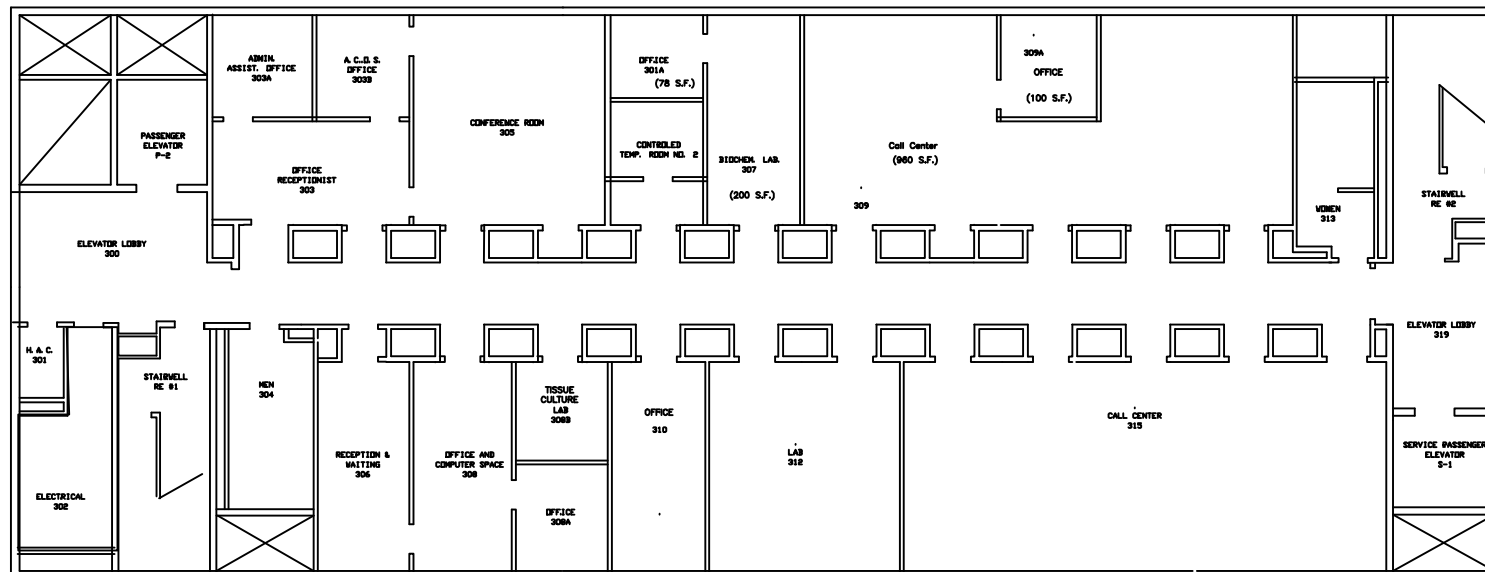 ADMIN.
ASSIST. OFFICE
303A
A. C..O. S.
OFFICE
303B
OFFICE
301A
(78 S.F.)
309A
OFFICE
(100 S.F.)
PASSENGER
ELEVATOR
P-2
CONFERENCE ROOM
305
CONTROLED
TEMP. ROOM NO. 2
BIOCHEM. LAB.
307
(200 S.F.)
Call Center
(960 S.F.)
309
OFFICE
RECEPTIONIST
303
WOMEN
313
STAIRWELL
RE #2
ELEVATOR LOBBY
300
ELEVATOR LOBBY
319
H. A. C.
301
STAIRWELL
RE #1
MEN
304
TISSUE
CULTURE
LAB
308B
OFFICE
310
CALL CENTER
315
RECEPTION &
WAITING
306
OFFICE AND
COMPUTER SPACE
308
LAB
312
SERVICE PASSENGER
ELEVATOR
S-1
ELECTRICAL
302
OFFICE
308A